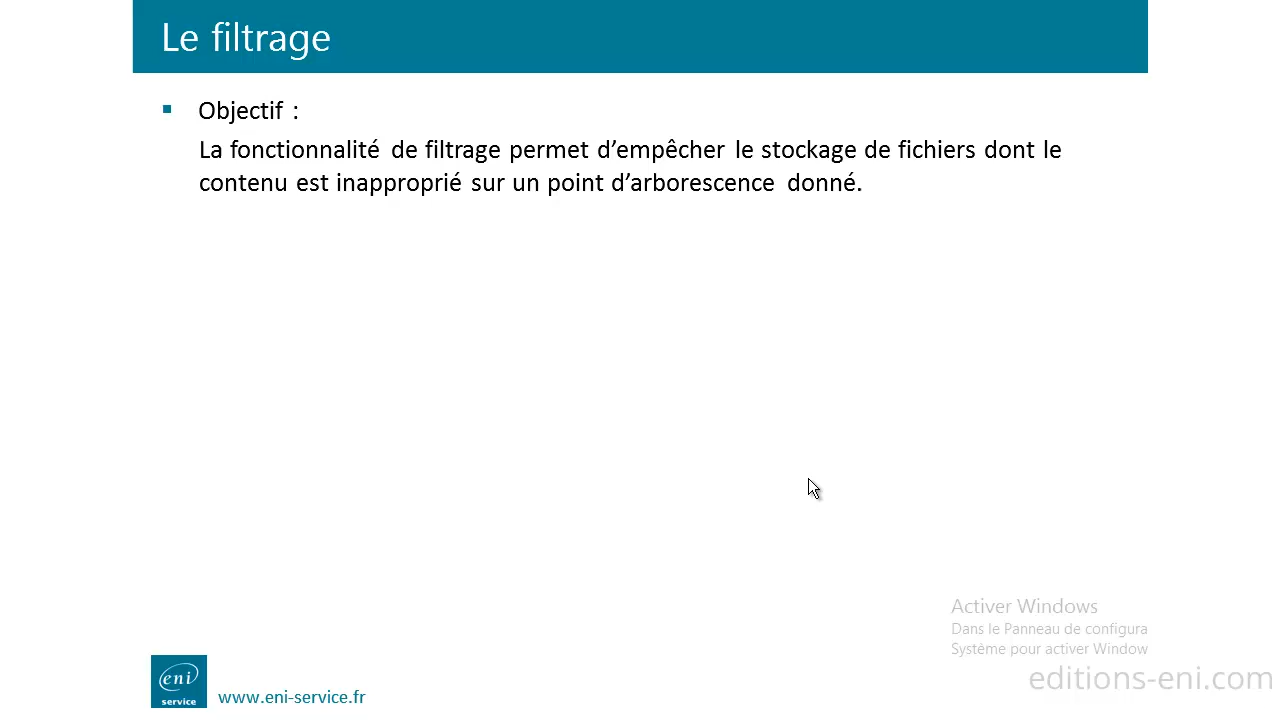 Le filtrage
▪ Objectif :
La fonctionnalité de filtrage permet d’empêcher le stockage de fichiers dont le
contenu est inapproprié sur un point d’arborescence donné.
Activer Windows
Dans le Panneau de configura
Système pour activer Window
editions-eni.com
eni
service
www.eni-service.fr